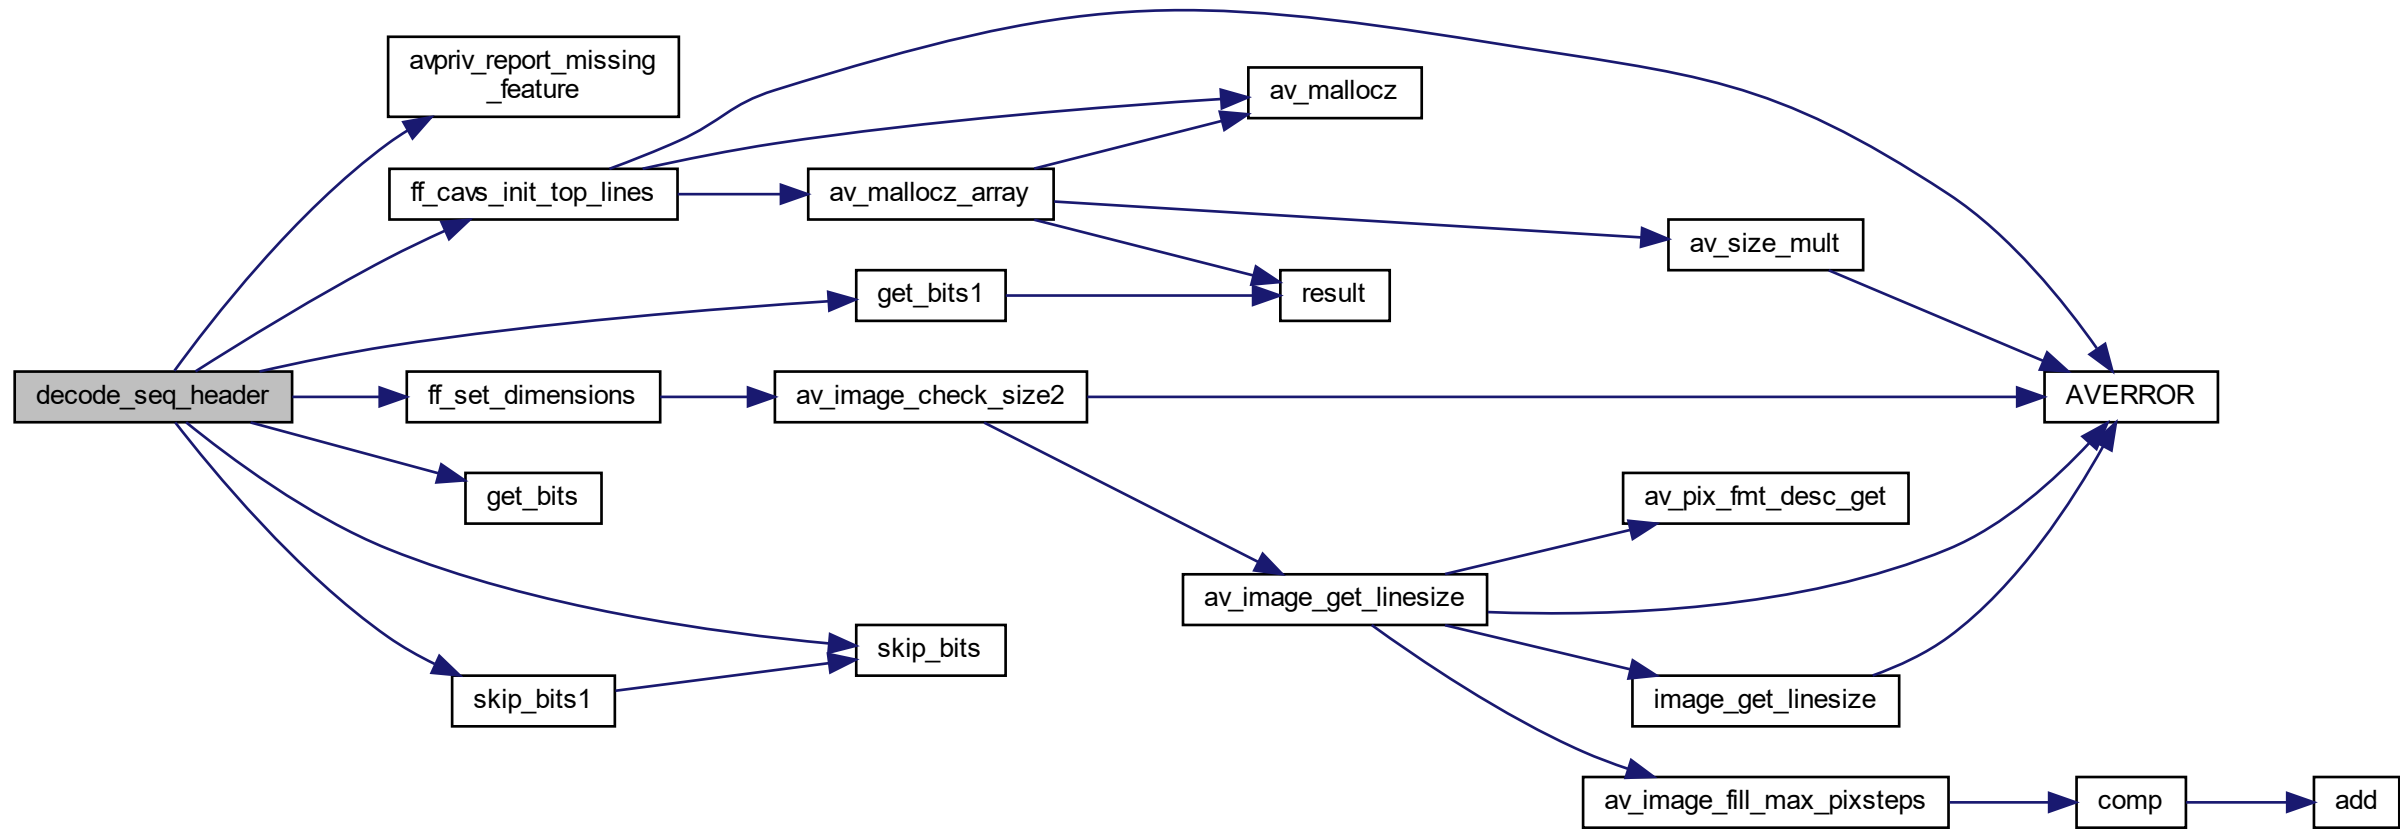 avpriv_report_missing
_feature
av_mallocz
ff_cavs_init_top_lines
av_mallocz_array
av_size_mult
get_bits1
result
decode_seq_header
ff_set_dimensions
av_image_check_size2
AVERROR
get_bits
av_pix_fmt_desc_get
av_image_get_linesize
skip_bits
skip_bits1
image_get_linesize
av_image_fill_max_pixsteps
comp
add